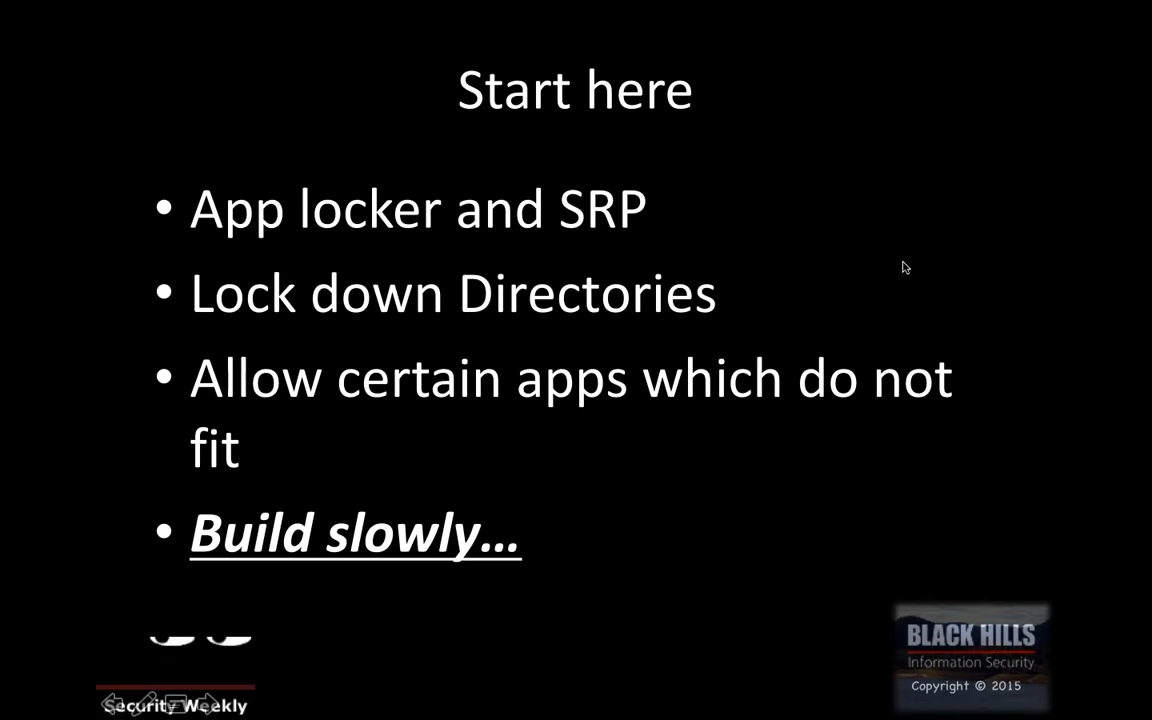 Start here
• App locker and SRP
• Lock down Directories
• Allow certain apps which do not
fit
• Build slowly...
BLACK HILLS
Information Security
Copyright © 2015
Security Weekly